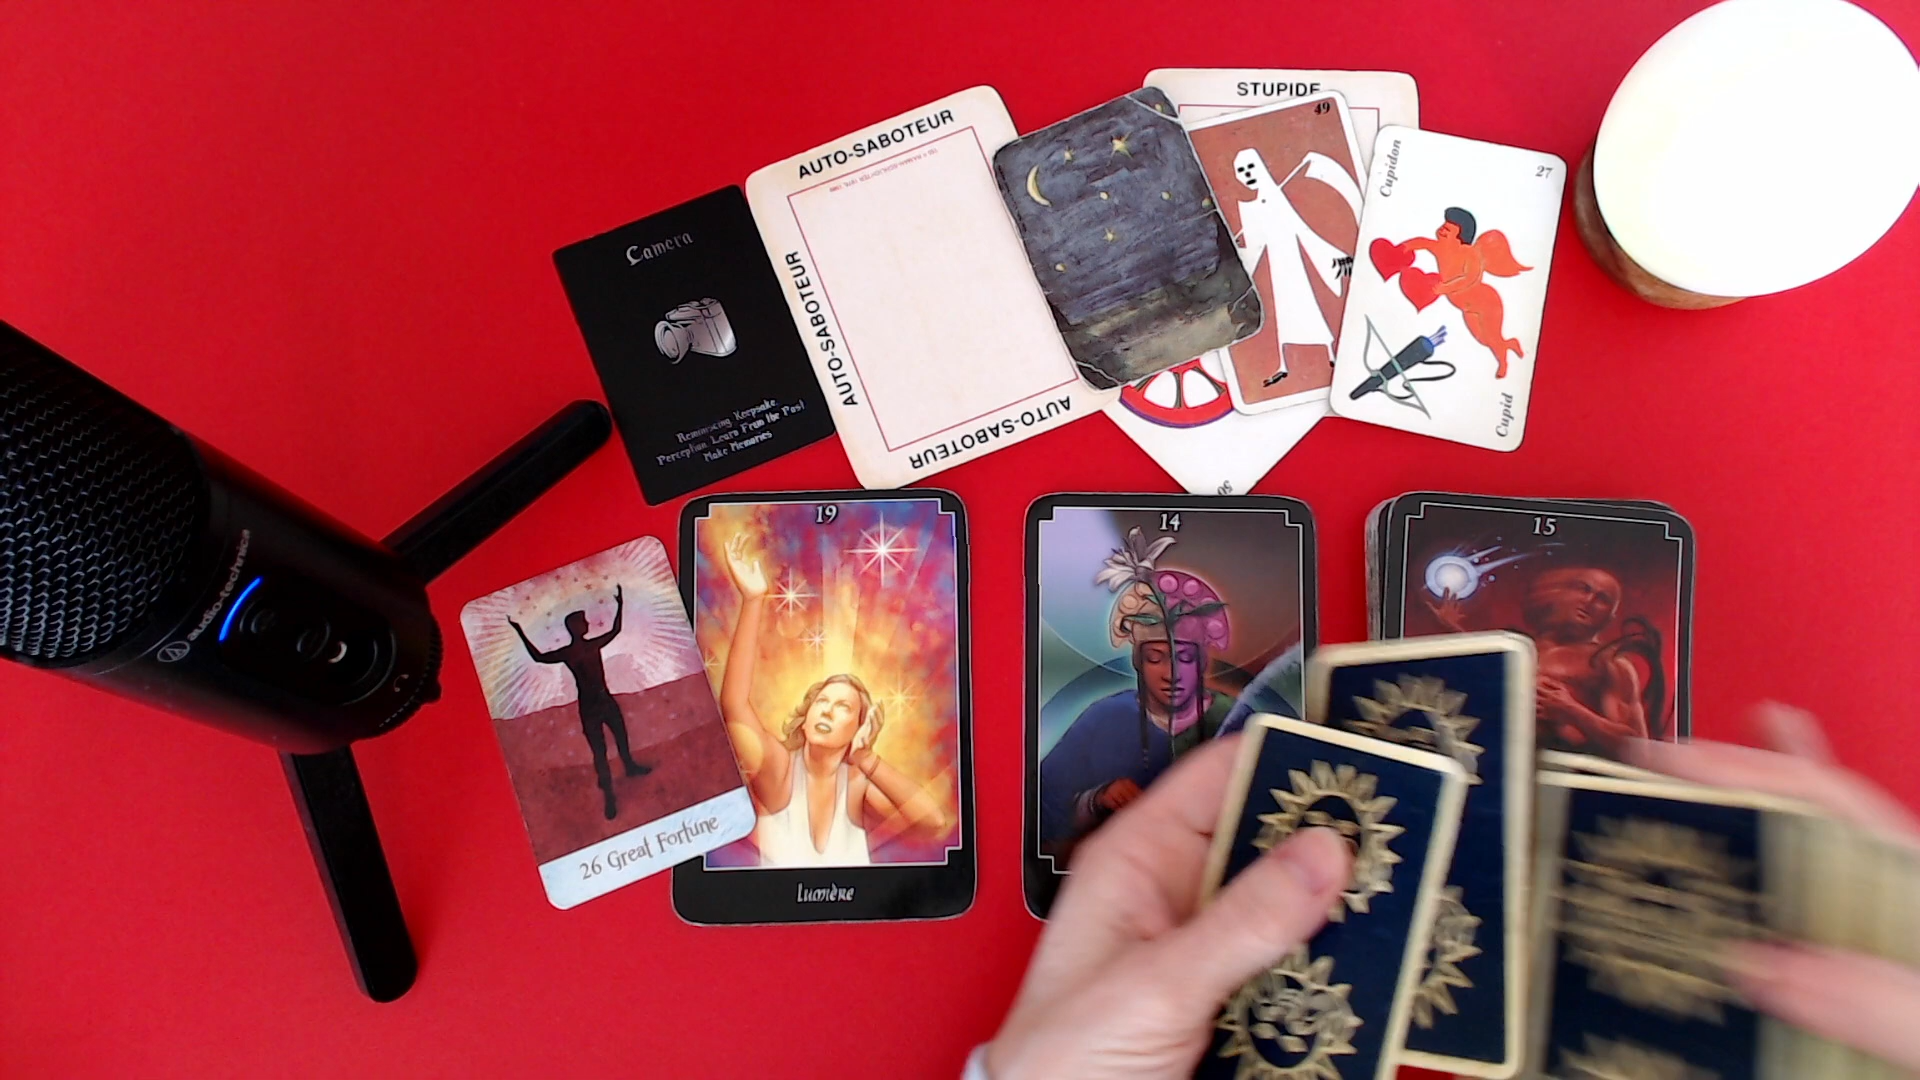 STUPIDE
49
Cupidon
27
Cupid
AUTO-SABOTEUR
AUTO-SABOTEUR
AUTO-SABOTEUR
Camera
Reminiscing Keepsake
Perception Learn From the Past
Make Memories
50
19
Lumière
14
15
26 Great Fortune
audio-technica